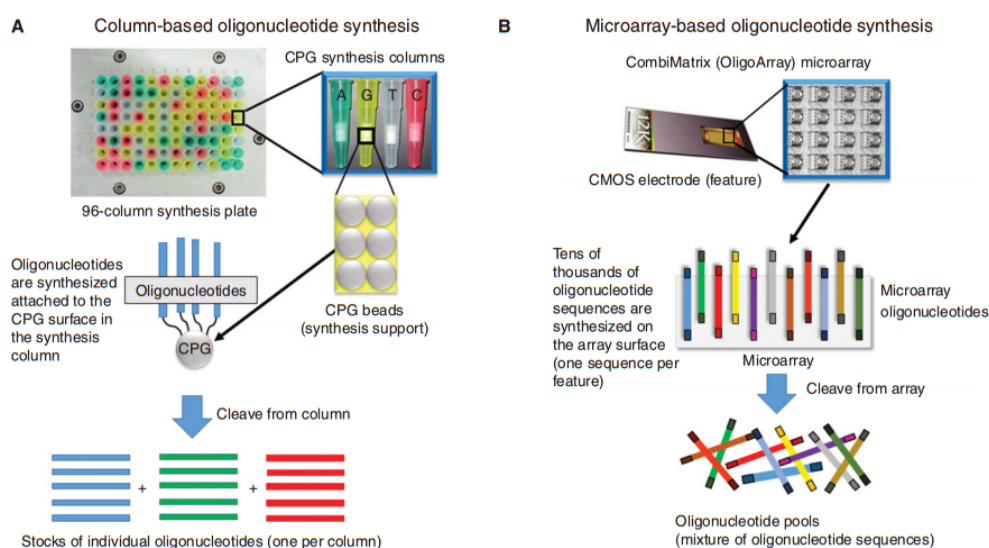 A
Column-based oligonucleotide synthesis
CPG synthesis columns
A G T C
96-column synthesis plate
Oligonucleotides
are synthesized
attached to the
CPG surface in
the synthesis
column
Oligonucleotides
CPG
CPG beads
(synthesis support)
Cleave from column
+ +
Stocks of individual oligonucleotides (one per column)
B
Microarray-based oligonucleotide synthesis
CombiMatrix (OligoArray) microarray
12K
CMOS electrode (feature)
Tens of
thousands of
oligonucleotide
sequences are
synthesized on
the array surface
(one sequence per
feature)
Microarray
oligonucleotides
Microarray
Cleave from array
Oligonucleotide pools
(mixture of oligonucleotide sequences)